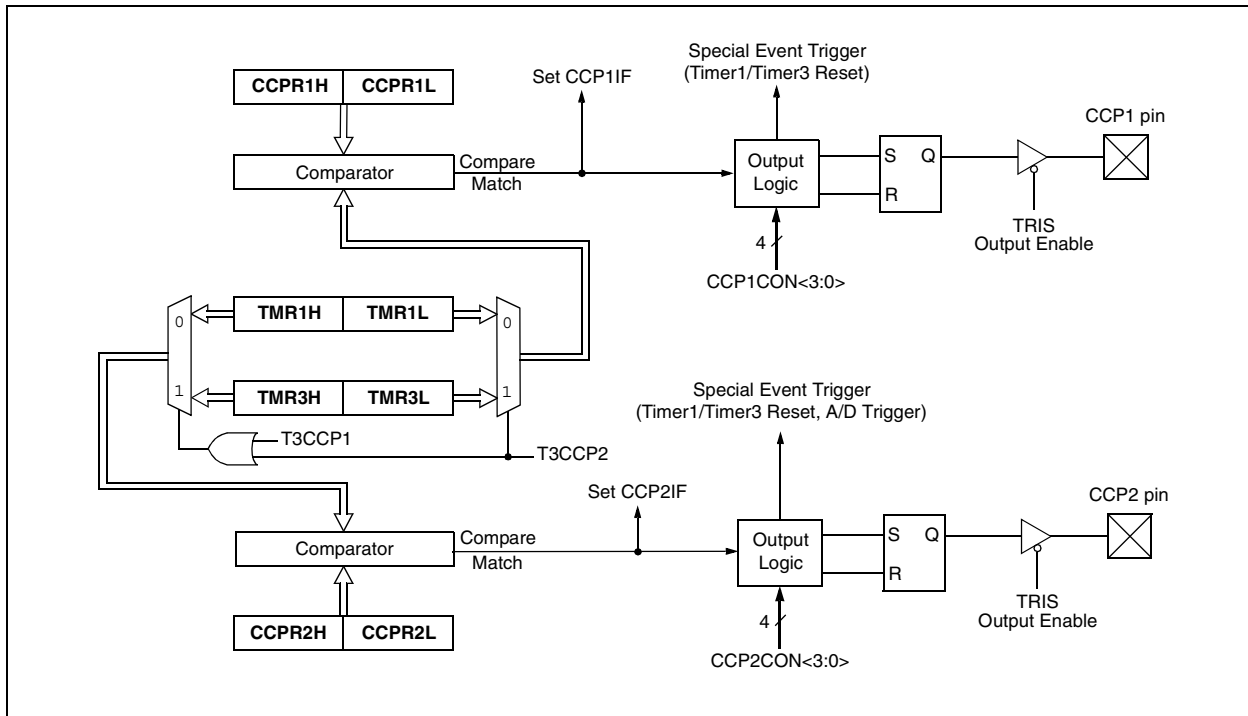 Special Event Trigger
(Timer1/Timer3 Reset)
Set CCP1IF
CCPR1H CCPR1L
CCP1 pin
Comparator
Compare
Match
Output
Logic
S Q
R
TRIS
Output Enable
4
CCP1CON<3:0>
0 TMR1H TMR1L 0
1 TMR3H TMR3L 1
T3CCP1
T3CCP2
Special Event Trigger
(Timer1/Timer3 Reset, A/D Trigger)
Set CCP2IF
CCP2 pin
Comparator
Compare
Match
Output
Logic
S Q
R
TRIS
Output Enable
4
CCPR2H CCPR2L
CCP2CON<3:0>